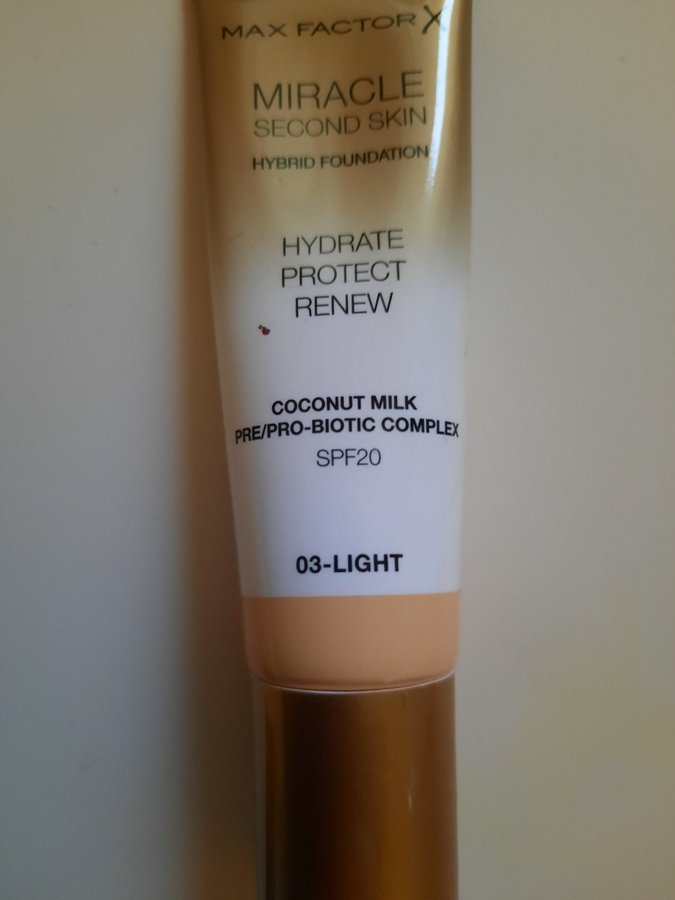 MAX FACTOR X
MIRACLE
SECOND SKIN
HYBRID FOUNDATION
HYDRATE
PROTECT
RENEW
COCONUT MILK
PRE/PRO-BIOTIC COMPLEX
SPF20
03-LIGHT